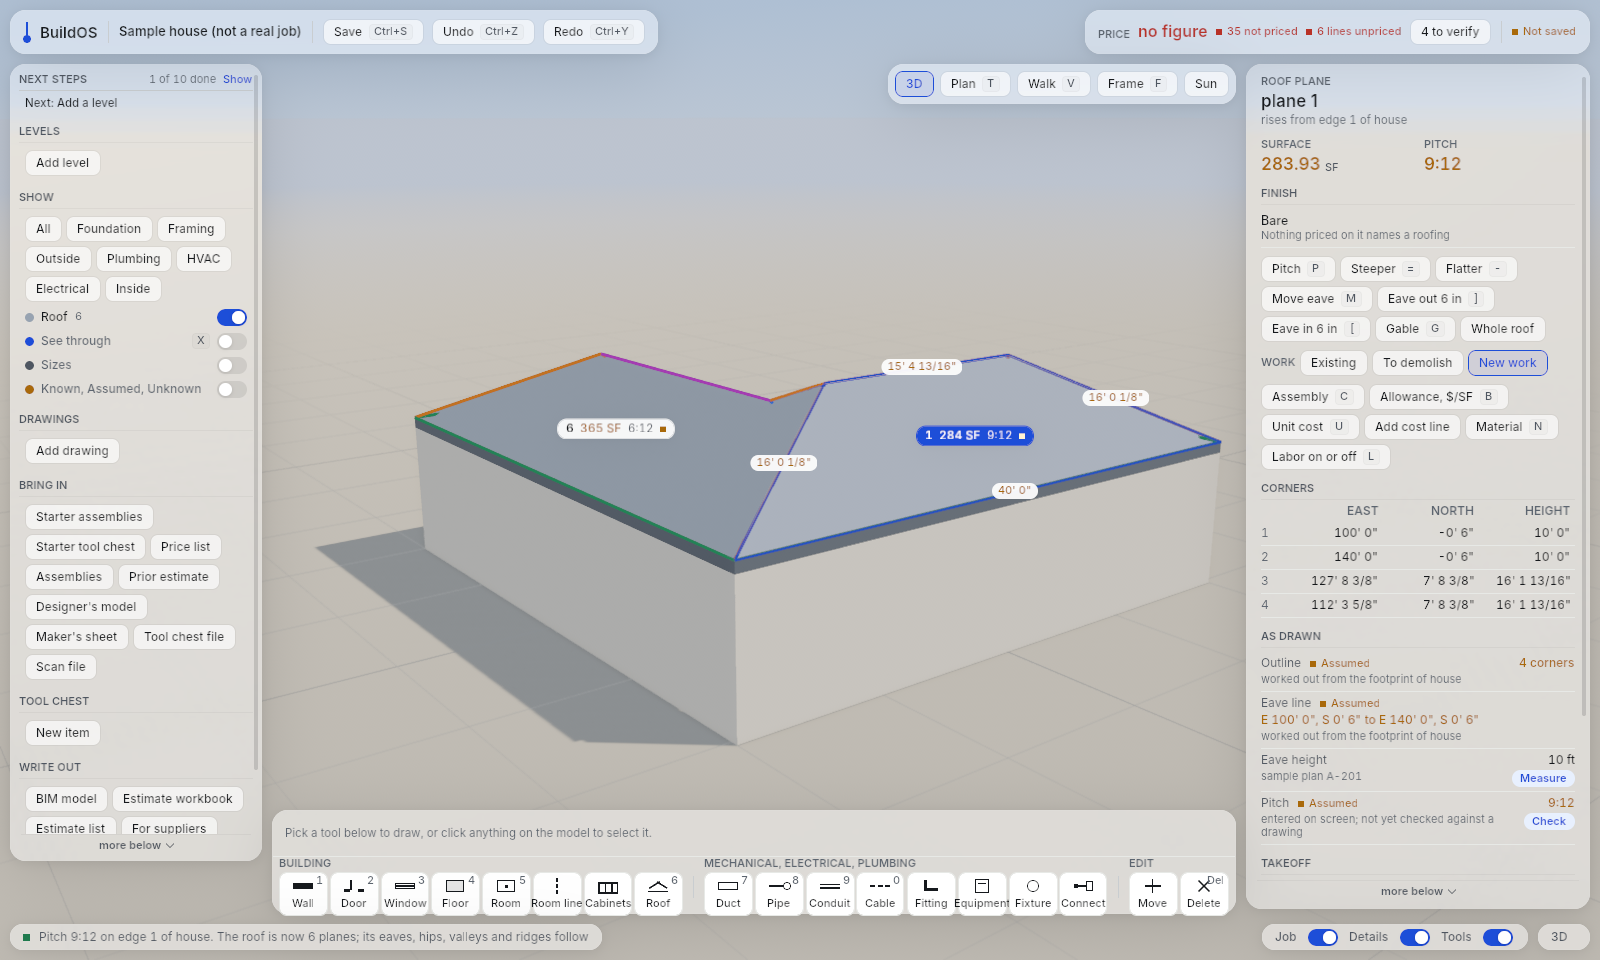 BuildOS Sample house (not a real job) Save Ctrl+S Undo Ctrl+Z Redo Ctrl+Y
PRICE no figure 35 not priced 6 lines unpriced 4 to verify Not saved
NEXT STEPS 1 of 10 done Show
Next: Add a level
LEVELS
Add level
SHOW
All Foundation Framing
Outside Plumbing HVAC
Electrical Inside
Roof 6
See through X
Sizes
Known, Assumed, Unknown
DRAWINGS
Add drawing
BRING IN
Starter assemblies
Starter tool chest Price list
Assemblies Prior estimate
Designer's model
Maker's sheet Tool chest file
Scan file
TOOL CHEST
New item
WRITE OUT
BIM model Estimate workbook
Estimate list For suppliers
more below
3D Plan T Walk V Frame F Sun
15' 4 13/16"
16' 0 1/8"
6 365 SF 6:12
1 284 SF 9:12
16' 0 1/8"
40' 0"
Pick a tool below to draw, or click anything on the model to select it.
BUILDING MECHANICAL, ELECTRICAL, PLUMBING EDIT
1 2 3 4 5 6 7 8 9 0 Del
Wall Door Window Floor Room Room line Cabinets Roof Duct Pipe Conduit Cable Fitting Equipment Fixture Connect Move Delete
ROOF PLANE
plane 1
rises from edge 1 of house
SURFACE PITCH
283.93 SF 9:12
FINISH
Bare
Nothing priced on it names a roofing
Pitch P Steeper = Flatter -
Move eave M Eave out 6 in ]
Eave in 6 in [ Gable G Whole roof
WORK Existing To demolish New work
Assembly C Allowance, $/SF B
Unit cost U Add cost line Material N
Labor on or off L
CORNERS
EAST NORTH HEIGHT
1 100' 0" -0' 6" 10' 0"
2 140' 0" -0' 6" 10' 0"
3 127' 8 3/8" 7' 8 3/8" 16' 1 13/16"
4 112' 3 5/8" 7' 8 3/8" 16' 1 13/16"
AS DRAWN
Outline Assumed 4 corners
worked out from the footprint of house
Eave line Assumed
E 100' 0", S 0' 6" to E 140' 0", S 0' 6"
worked out from the footprint of house
Eave height 10 ft
sample plan A-201 Measure
Pitch Assumed 9:12
entered on screen; not yet checked against a drawing Check
TAKEOFF
more below
Pitch 9:12 on edge 1 of house. The roof is now 6 planes; its eaves, hips, valleys and ridges follow
Job Details Tools 3D